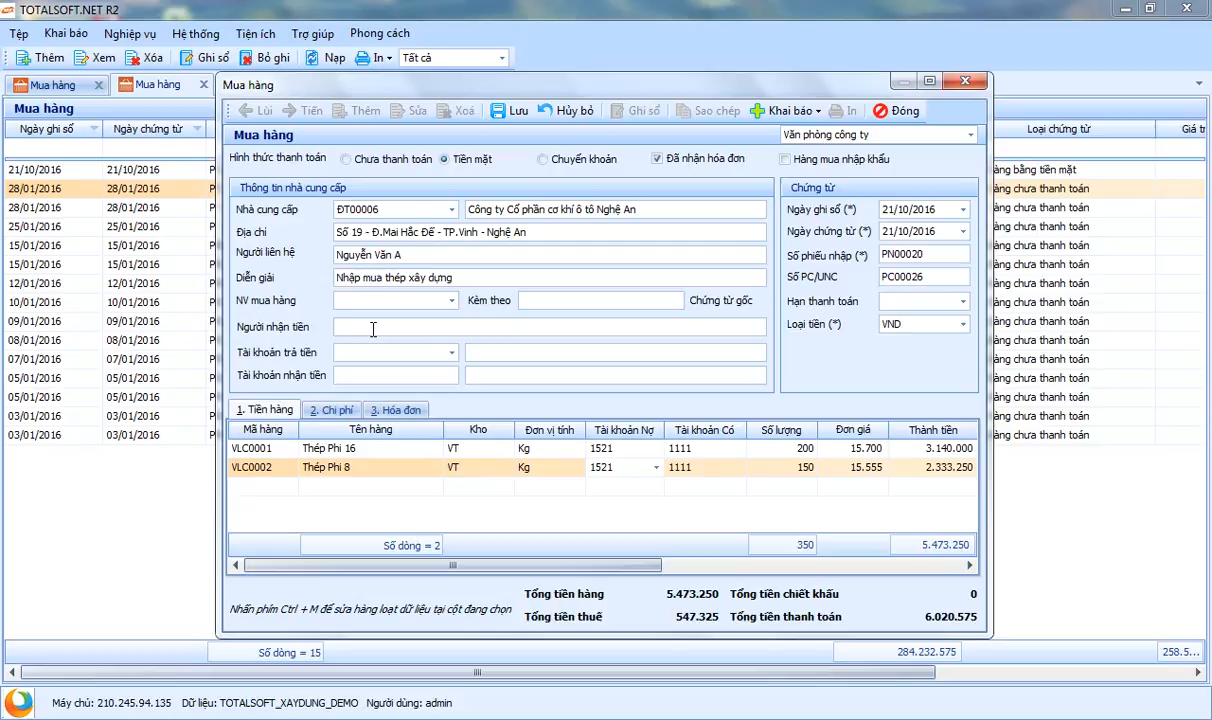 TOTALSOFT.NET R2
Tệp Khai báo Nghiệp vụ Hệ thống Tiện ích Trợ giúp Phong cách
Thêm Xem Xóa Ghi sổ Bỏ ghi Nạp In Tất cả
Mua hàng Mua hàng
Mua hàng
Ngày ghi sổ Ngày chứng từ Loại chứng từ Giá tr
21/10/2016 21/10/2016 P àng bằng tiền mặt
28/01/2016 28/01/2016 P àng chưa thanh toán
28/01/2016 28/01/2016 P àng chưa thanh toán
25/01/2016 25/01/2016 P àng chưa thanh toán
15/01/2016 15/01/2016 P àng chưa thanh toán
15/01/2016 15/01/2016 P àng chưa thanh toán
12/01/2016 12/01/2016 P àng chưa thanh toán
10/01/2016 10/01/2016 P àng chưa thanh toán
09/01/2016 09/01/2016 P àng chưa thanh toán
08/01/2016 08/01/2016 P àng chưa thanh toán
07/01/2016 07/01/2016 P àng chưa thanh toán
05/01/2016 05/01/2016 P àng chưa thanh toán
05/01/2016 05/01/2016 P àng chưa thanh toán
03/01/2016 03/01/2016 P àng chưa thanh toán
03/01/2016 03/01/2016 P àng chưa thanh toán
Số dòng = 15 284.232.575 258.5...
Máy chủ: 210.245.94.135 Dữ liệu: TOTALSOFT_XAYDUNG_DEMO Người dùng: admin
Mua hàng
Lùi Tiến Thêm Sửa Xoá Lưu Hủy bỏ Ghi sổ Sao chép Khai báo In Đóng
Mua hàng Văn phòng công ty
Hình thức thanh toán Chưa thanh toán Tiền mặt Chuyển khoản Đã nhận hóa đơn Hàng mua nhập khẩu
Thông tin nhà cung cấp
Nhà cung cấp ĐT00006 Công ty Cổ phần cơ khí ô tô Nghệ An
Địa chỉ Số 19 - Đ.Mai Hắc Đế - TP.Vinh - Nghệ An
Người liên hệ Nguyễn Văn A
Diễn giải Nhập mua thép xây dựng
NV mua hàng Kèm theo Chứng từ gốc
Người nhận tiền
Tài khoản trả tiền
Tài khoản nhận tiền
Chứng từ
Ngày ghi sổ (*) 21/10/2016
Ngày chứng từ (*) 21/10/2016
Số phiếu nhập (*) PN00020
Số PC/UNC PC00026
Hạn thanh toán
Loại tiền (*) VND
1. Tiền hàng 2. Chi phí 3. Hóa đơn
Mã hàng Tên hàng Kho Đơn vị tính Tài khoản Nợ Tài khoản Có Số lượng Đơn giá Thành tiền
VLC0001 Thép Phi 16 VT Kg 1521 1111 200 15.700 3.140.000
VLC0002 Thép Phi 8 VT Kg 1521 1111 150 15.555 2.333.250
Số dòng = 2 350 5.473.250
Nhấn phím Ctrl + M để sửa hàng loạt dữ liệu tại cột đang chọn
Tổng tiền hàng 5.473.250 Tổng tiền chiết khấu 0
Tổng tiền thuế 547.325 Tổng tiền thanh toán 6.020.575